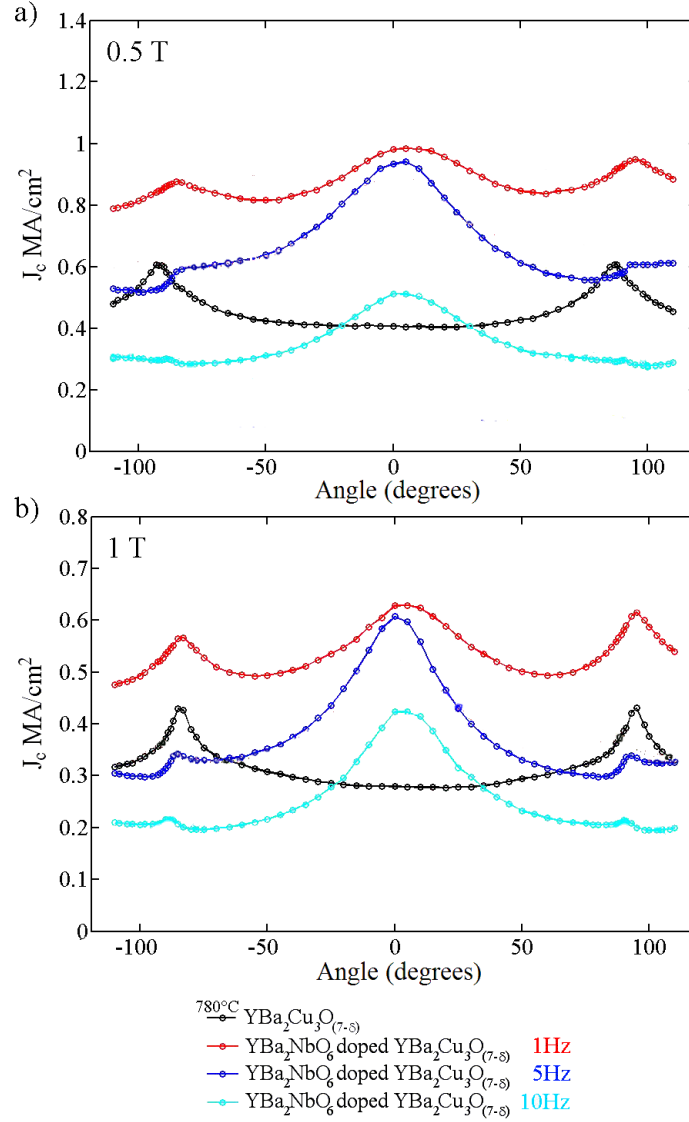 a)
0.5 T
1.4
1.2
1
0.8
0.6
0.4
0.2
0
J_c MA/cm²
-100 -50 0 50 100
Angle (degrees)
b)
1 T
0.8
0.7
0.6
0.5
0.4
0.3
0.2
0.1
0
J_c MA/cm²
-100 -50 0 50 100
Angle (degrees)
780°C YBa₂Cu₃O₍₇₋δ₎
YBa₂NbO₆ doped YBa₂Cu₃O₍₇₋δ₎ 1Hz
YBa₂NbO₆ doped YBa₂Cu₃O₍₇₋δ₎ 5Hz
YBa₂NbO₆ doped YBa₂Cu₃O₍₇₋δ₎ 10Hz